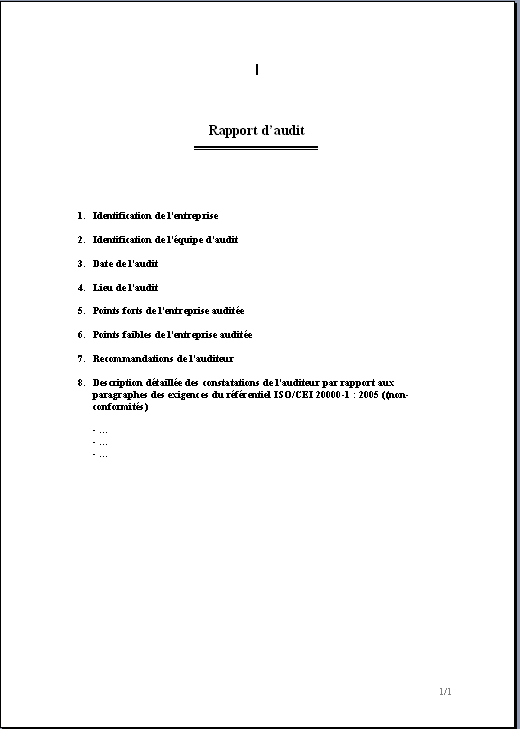 Rapport d’audit
1. Identification de l'entreprise
2. Identification de l'équipe d'audit
3. Date de l'audit
4. Lieu de l'audit
5. Points forts de l'entreprise auditée
6. Points faibles de l'entreprise auditée
7. Recommandations de l'auditeur
8. Description détaillée des constatations de l'auditeur par rapport aux
paragraphes des exigences du référentiel ISO/CEI 20000-1 : 2005 ((non-
conformités)
- ...
- ...
- ...
1/1